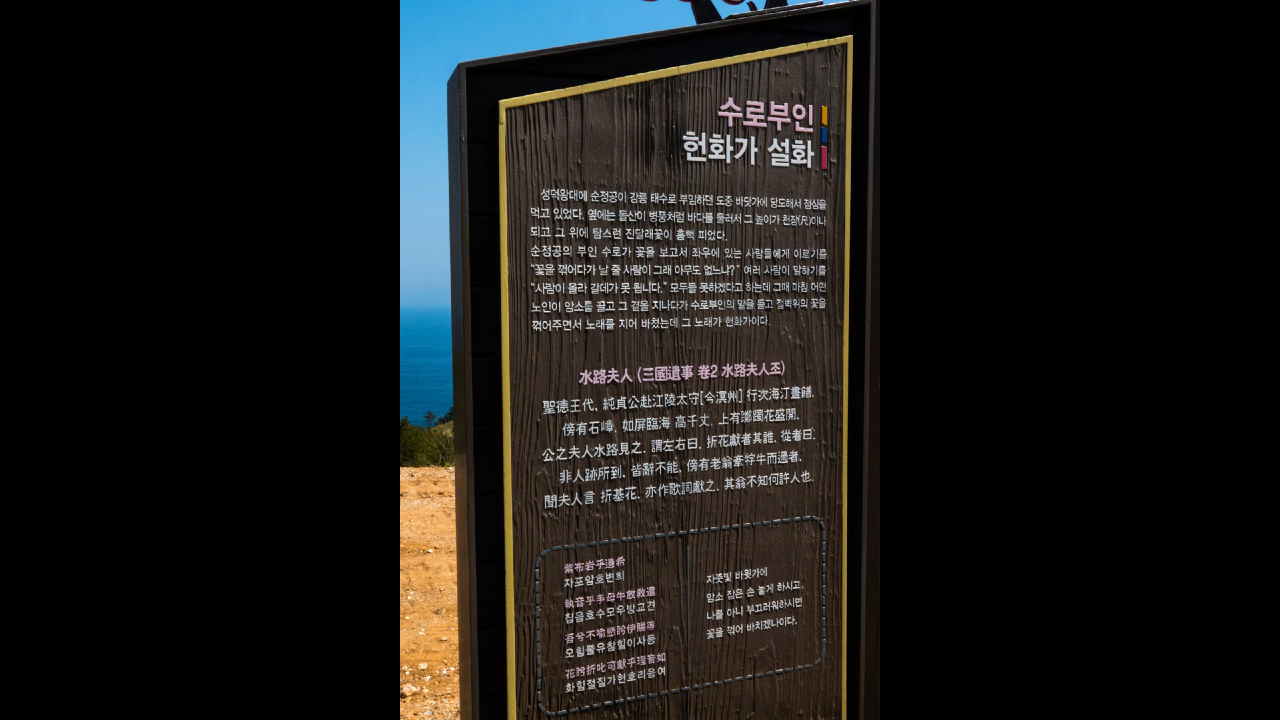 수로부인
헌화가 설화
성덕왕대에 순정공이 강릉 태수로 부임하던 도중 바닷가에 당도해서 점심을
먹고 있었다. 옆에는 돌산이 병풍처럼 바다를 둘러서 그 높이가 천장(尺)이나
되고 그 위에 탐스런 진달래꽃이 흠뻑 피었다.
순정공의 부인 수로가 꽃을 보고서 좌우에 있는 사람들에게 이르기를
"꽃을 꺾어다가 날 줄 사람이 그래 아무도 없느냐?" 여러 사람이 말하기를
"사람이 올라 갈데가 못 됩니다." 모두들 못하겠다고 하는데 그때 마침 어떤
노인이 암소를 끌고 그 곁을 지나다가 수로부인의 말을 듣고 절벽위의 꽃을
꺾어주면서 노래를 지어 바쳤는데 그 노래가 헌화가이다.
水路夫人 (三國遺事 卷2 水路夫人조)
聖德王代, 純貞公赴江陵太守[今溟州] 行次海汀晝饍.
傍有石嶂, 如屏臨海 高千丈, 上有躑躅花盛開.
公之夫人水路見之, 謂左右曰, 折花獻者其誰, 從者曰,
非人跡所到, 皆辭不能, 傍有老翁牽牸牛而過者,
聞夫人言 折基花, 亦作歌詞獻之, 其翁不知何許人也.
紫布岩乎邊希
자포암호변희
執音乎手母牛放敎遣
집음호수모우방교견
吾兮不喩慚肹伊賜等
오힐불유참힐이사등
花肹折叱可獻乎理音如
화힐절질가헌호리음여
자줏빛 바윗가에
암소 잡은 손 놓게 하시고,
나를 아니 부끄러워하시면
꽃을 꺾어 바치겠나이다.